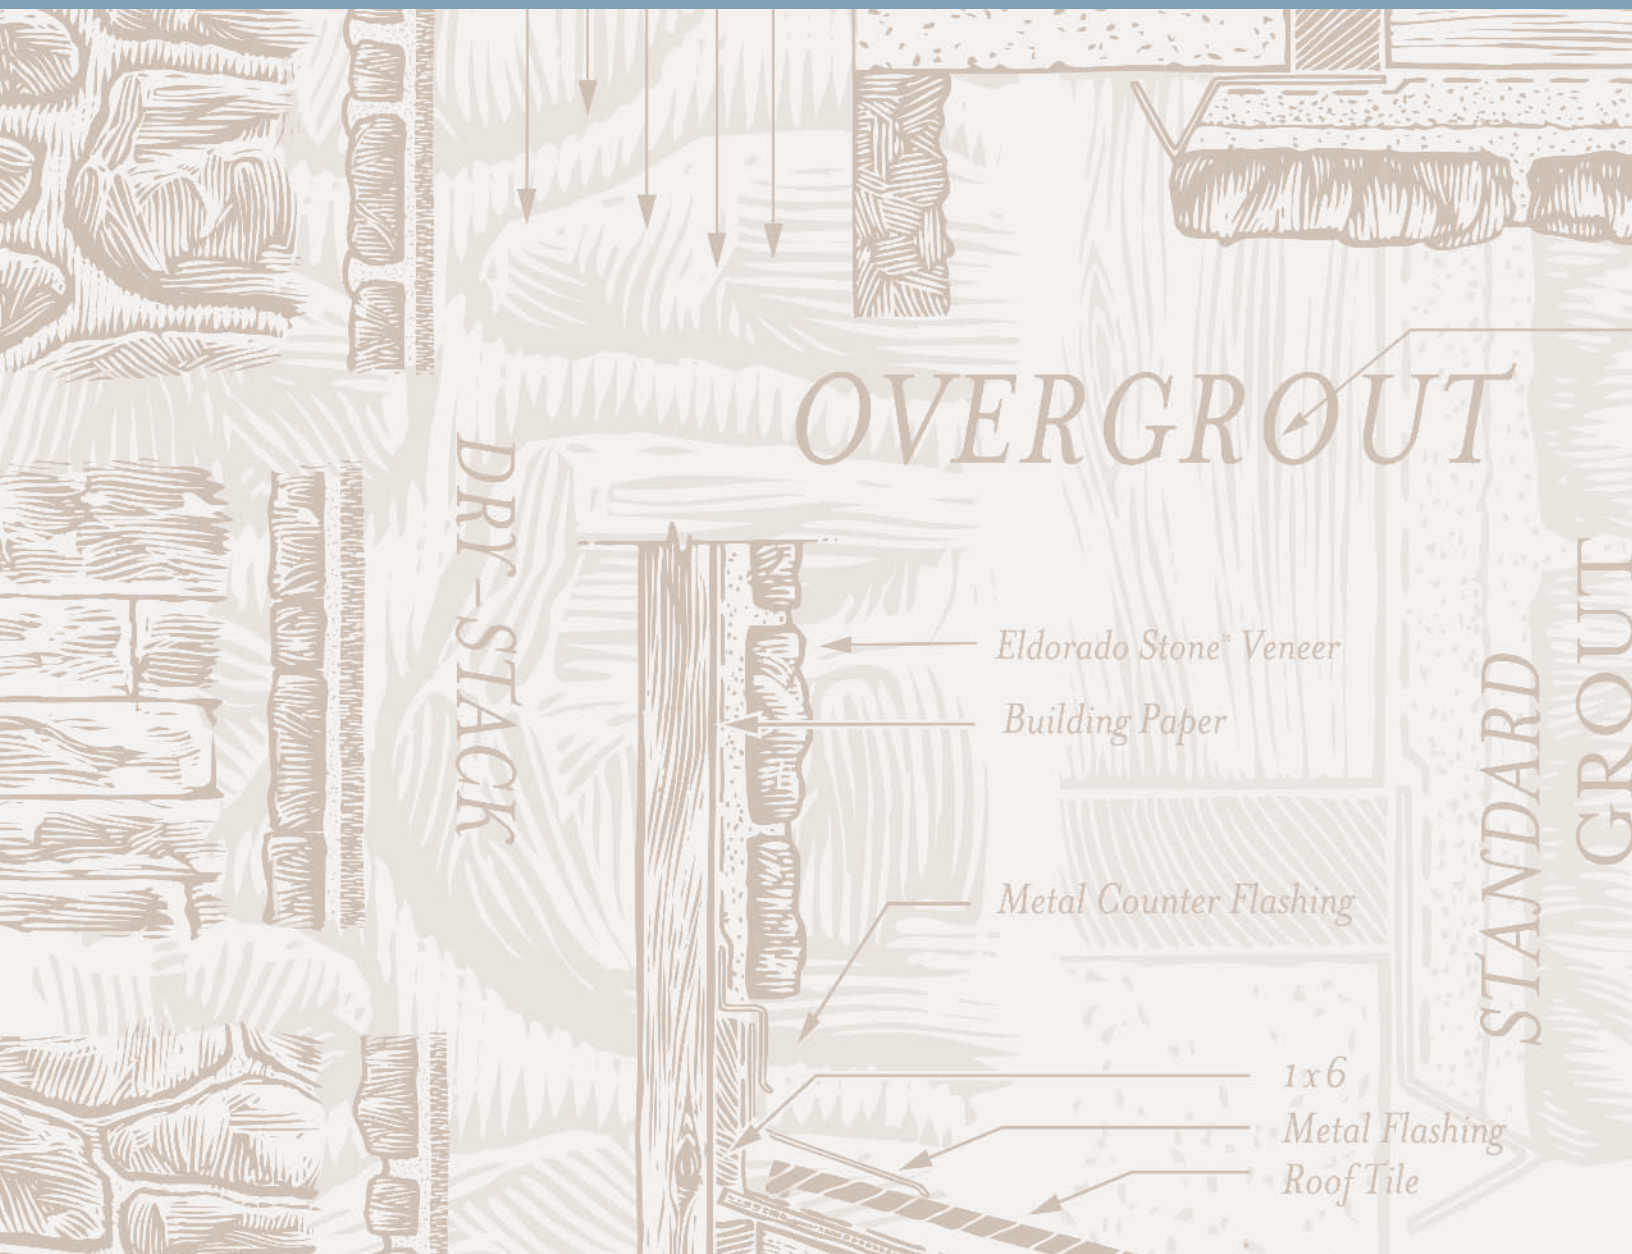 OVERGROUT
DRY-STACK
Eldorado Stone® Veneer
Building Paper
Metal Counter Flashing
1x6
Metal Flashing
Roof Tile
STANDARD
GROUT